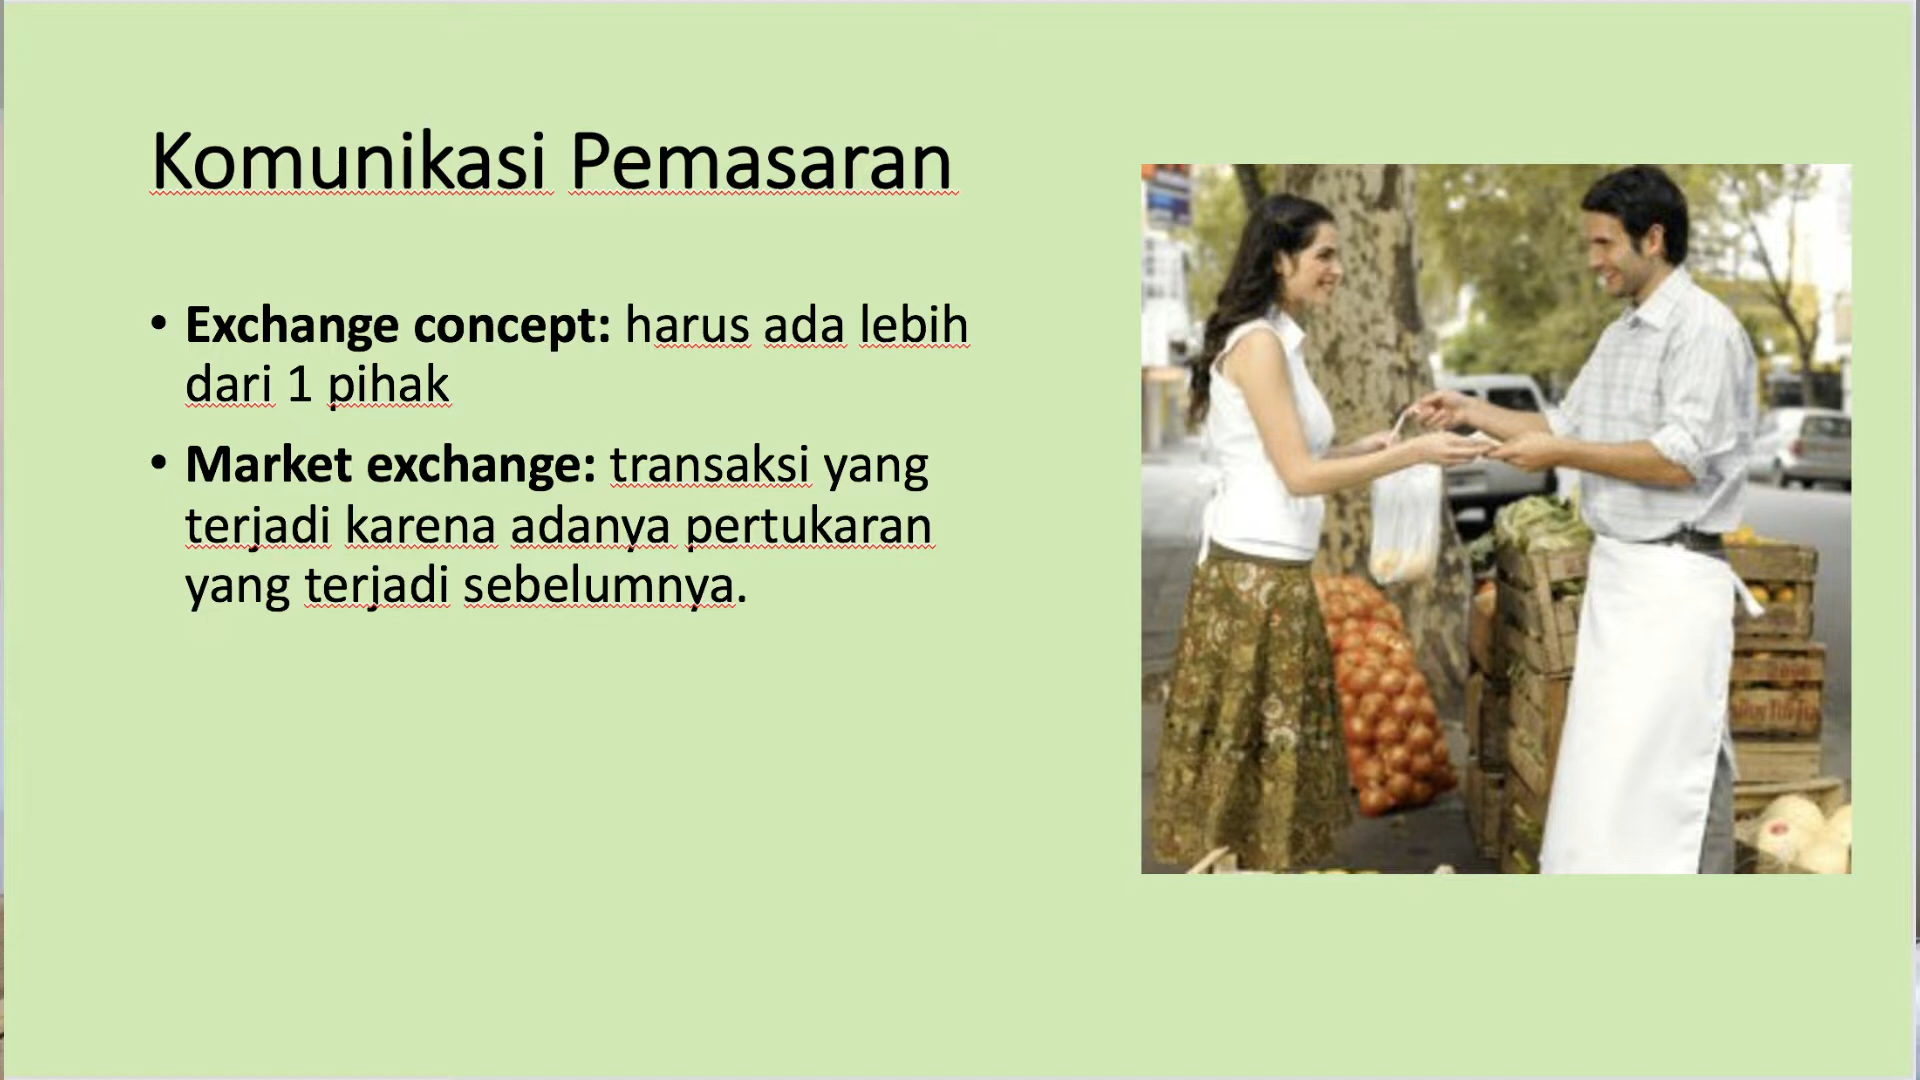 Komunikasi Pemasaran
• Exchange concept: harus ada lebih
dari 1 pihak
• Market exchange: transaksi yang
terjadi karena adanya pertukaran
yang terjadi sebelumnya.